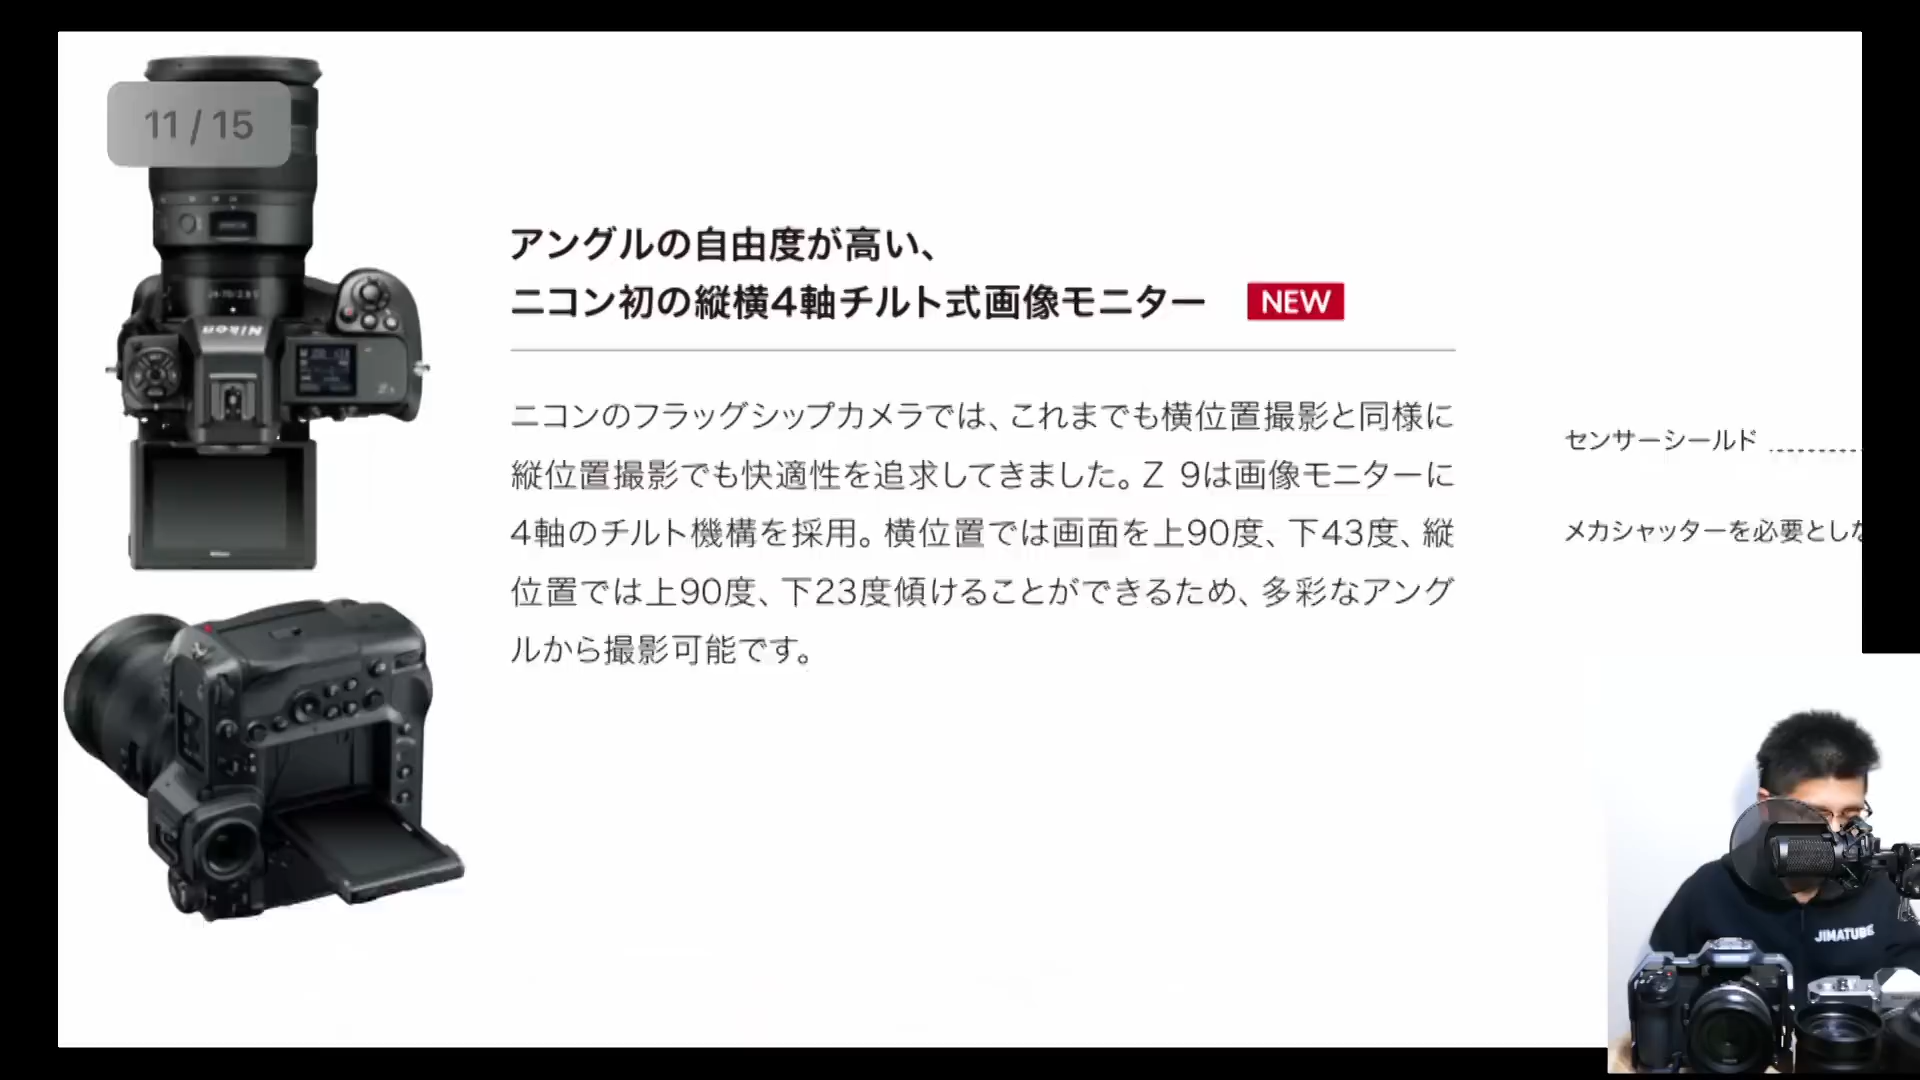 11 / 15
Nikon
アングルの自由度が高い、
ニコン初の縦横4軸チルト式画像モニター NEW
ニコンのフラッグシップカメラでは、これまでも横位置撮影と同様に
縦位置撮影でも快適性を追求してきました。Z 9は画像モニターに
4軸のチルト機構を採用。横位置では画面を上90度、下43度、縦
位置では上90度、下23度傾けることができるため、多彩なアング
ルから撮影可能です。
センサーシールド
メカシャッターを必要としな
JIMATUBE